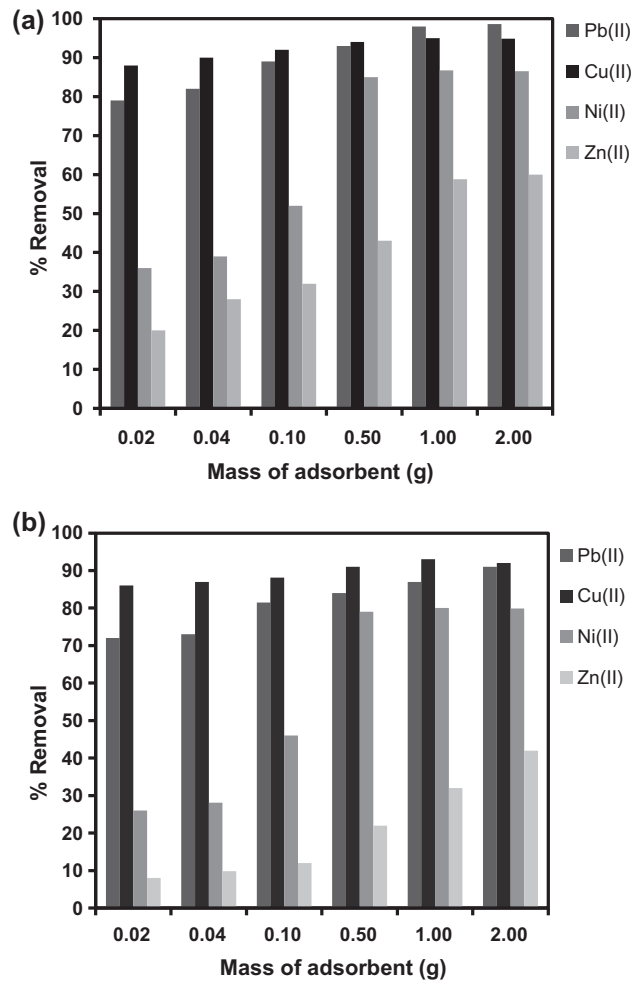 (a)
100
90
80
70
60
50
40
30
20
10
0
% Removal
0.02 0.04 0.10 0.50 1.00 2.00
Mass of adsorbent (g)
Pb(II)
Cu(II)
Ni(II)
Zn(II)
(b)
100
90
80
70
60
50
40
30
20
10
0
% Removal
0.02 0.04 0.10 0.50 1.00 2.00
Mass of adsorbent (g)
Pb(II)
Cu(II)
Ni(II)
Zn(II)